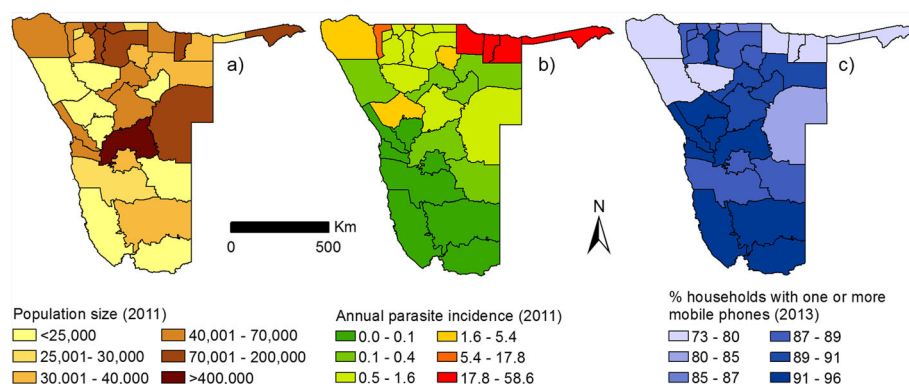 a)
b)
c)
N
Km
0
500
Population size (2011)
<25,000
25,001- 30,000
30,001 - 40,000
40,001 - 70,000
70,001 - 200,000
>400.000
Annual parasite incidence (2011)
0.0 - 0.1
0.1 - 0.4
0.5 - 1.6
1.6 - 5.4
5.4 - 17.8
17.8 - 58.6
% households with one or more
mobile phones (2013)
73 - 80
80 - 85
85 - 87
87 - 89
89 - 91
91 - 96